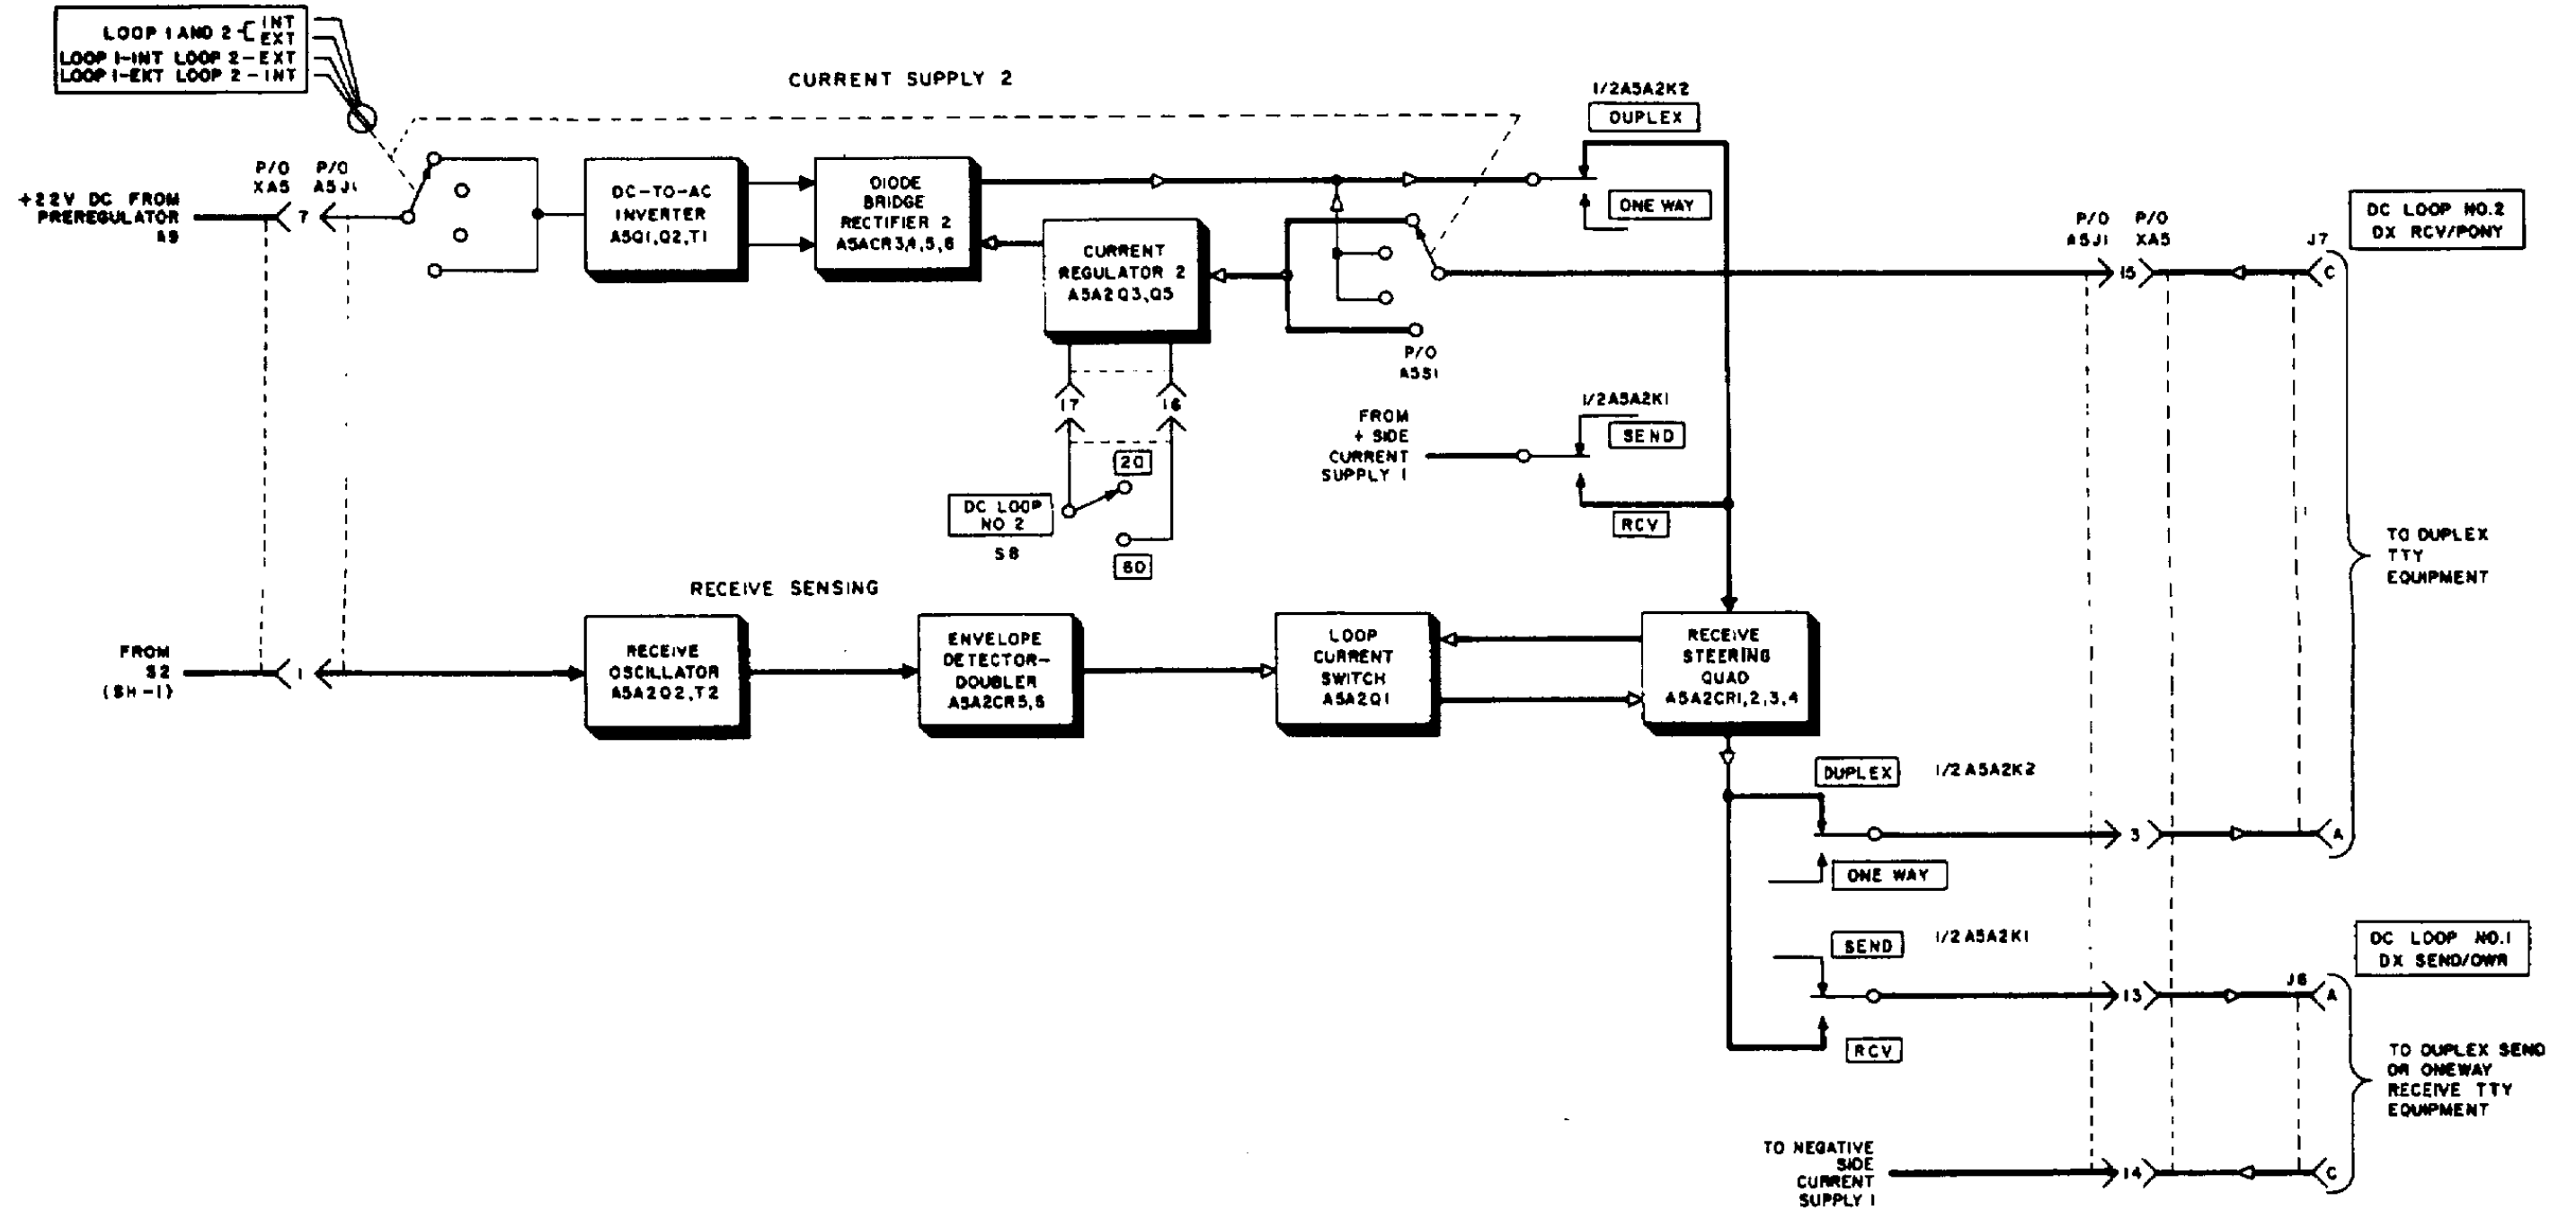 LOOP 1 AND 2 -[ INT
EXT
LOOP 1-INT LOOP 2-EXT
LOOP 1-EXT LOOP 2-INT
CURRENT SUPPLY 2
1/2A5A2K2
DUPLEX
ONE WAY
P/O
XA5
P/O
A5J1
+22V DC FROM
PREREGULATOR
A9
7
DC-TO-AC
INVERTER
A5Q1,Q2,T1
DIODE
BRIDGE
RECTIFIER 2
A5ACR3,4,5,6
CURRENT
REGULATOR 2
A5A2Q3,Q5
P/O
A5S1
P/O
A5J1
P/O
XA5
15
J7
C
DC LOOP NO.2
DX RCV/PONY
17
16
20
DC LOOP
NO 2
S8
60
1/2A5A2K1
SEND
FROM
+ SIDE
CURRENT
SUPPLY 1
RCV
TO DUPLEX
TTY
EQUIPMENT
RECEIVE SENSING
FROM
S2
(SH-1)
1
RECEIVE
OSCILLATOR
A5A2Q2,T2
ENVELOPE
DETECTOR-
DOUBLER
A5A2CR5,6
LOOP
CURRENT
SWITCH
A5A2Q1
RECEIVE
STEERING
QUAD
A5A2CR1,2,3,4
DUPLEX
1/2A5A2K2
3
A
ONE WAY
SEND
1/2A5A2K1
DC LOOP NO.1
DX SEND/OWR
13
J6
A
RCV
TO DUPLEX SEND
OR ONEWAY
RECEIVE TTY
EQUIPMENT
TO NEGATIVE
SIDE
CURRENT
SUPPLY 1
14
C